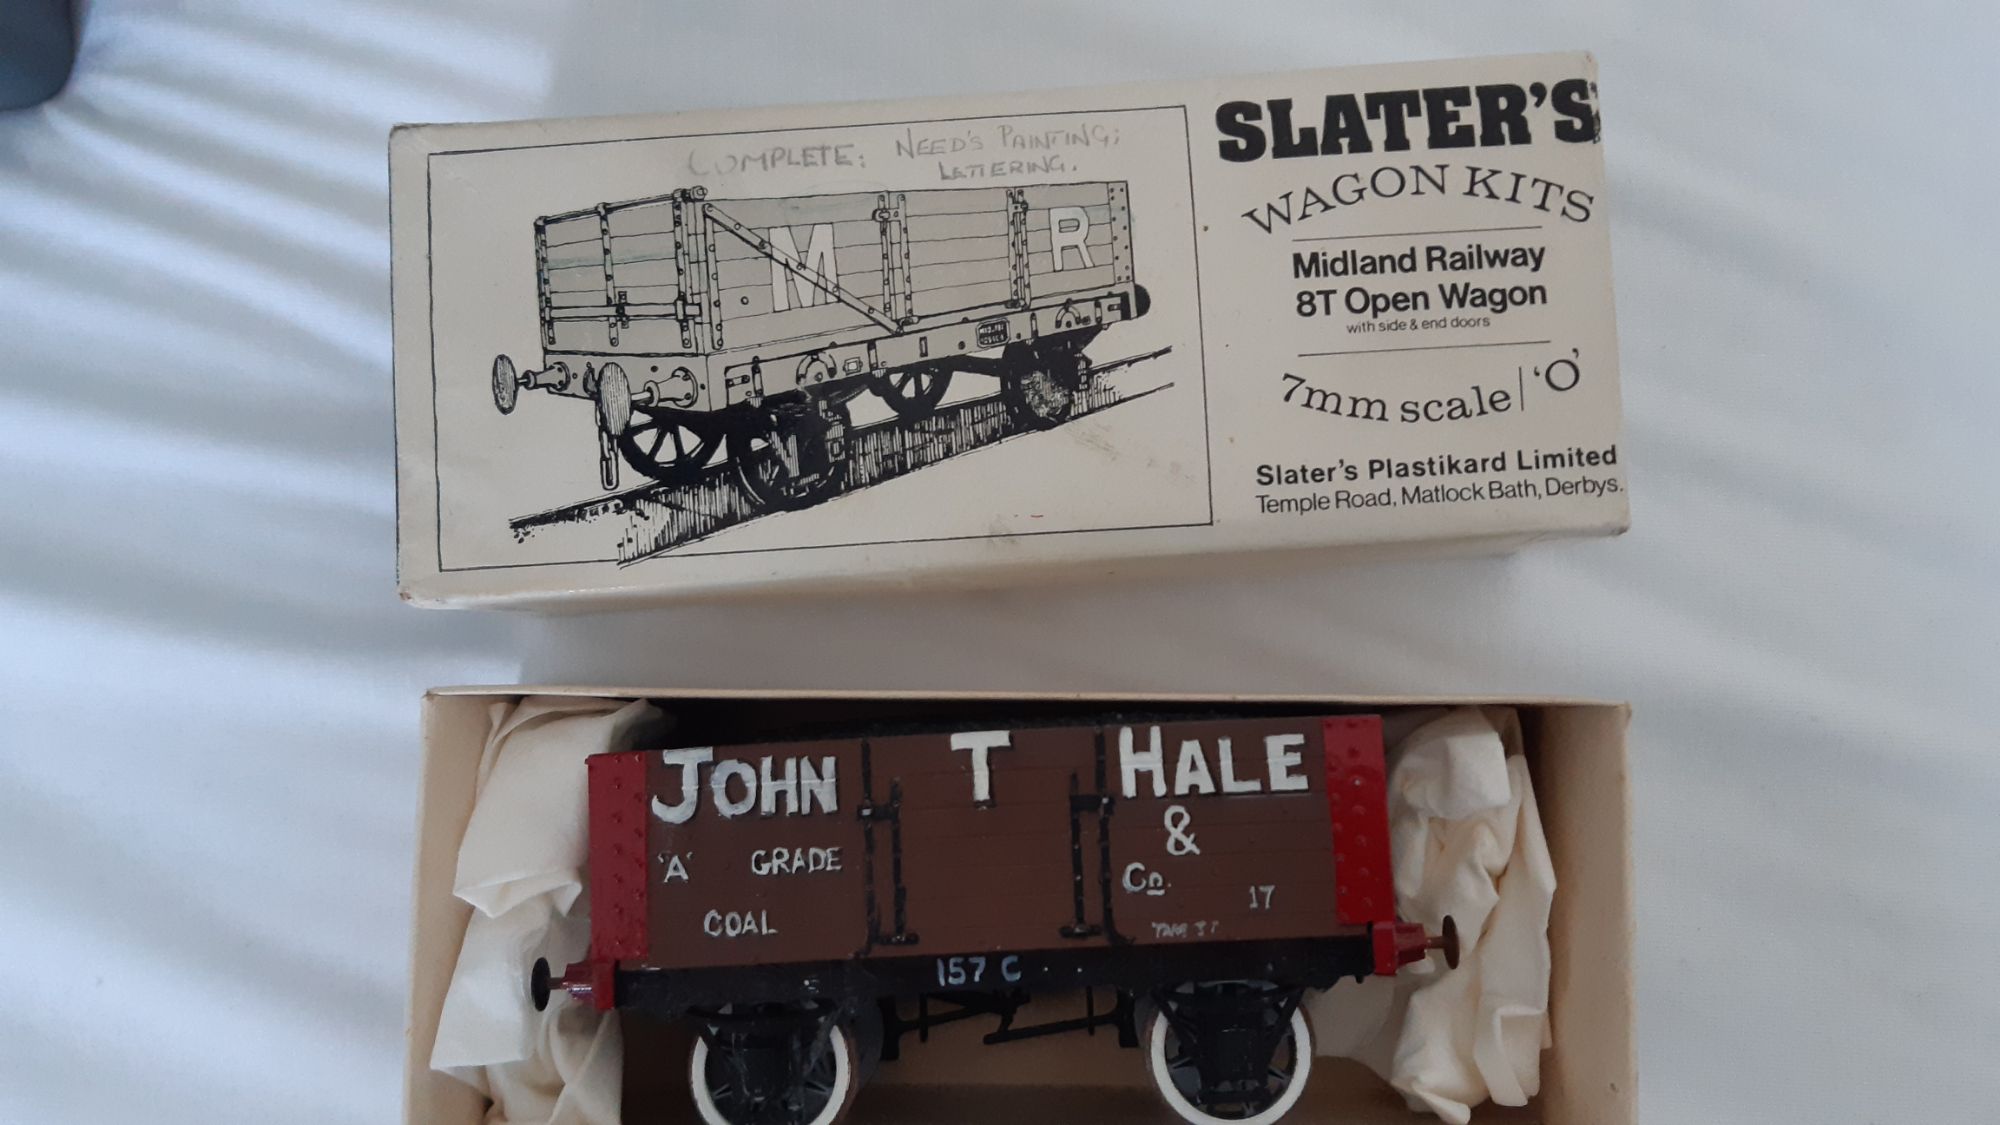 COMPLETE: NEED'S PAINTING;
LETTERING.
M R
SLATER'S
WAGON KITS
Midland Railway
8T Open Wagon
with side & end doors
7mm scale/'O'
Slater's Plastikard Limited
Temple Road, Matlock Bath, Derbys.
JOHN T HALE
&
'A' GRADE
Co.
17
COAL
157 C